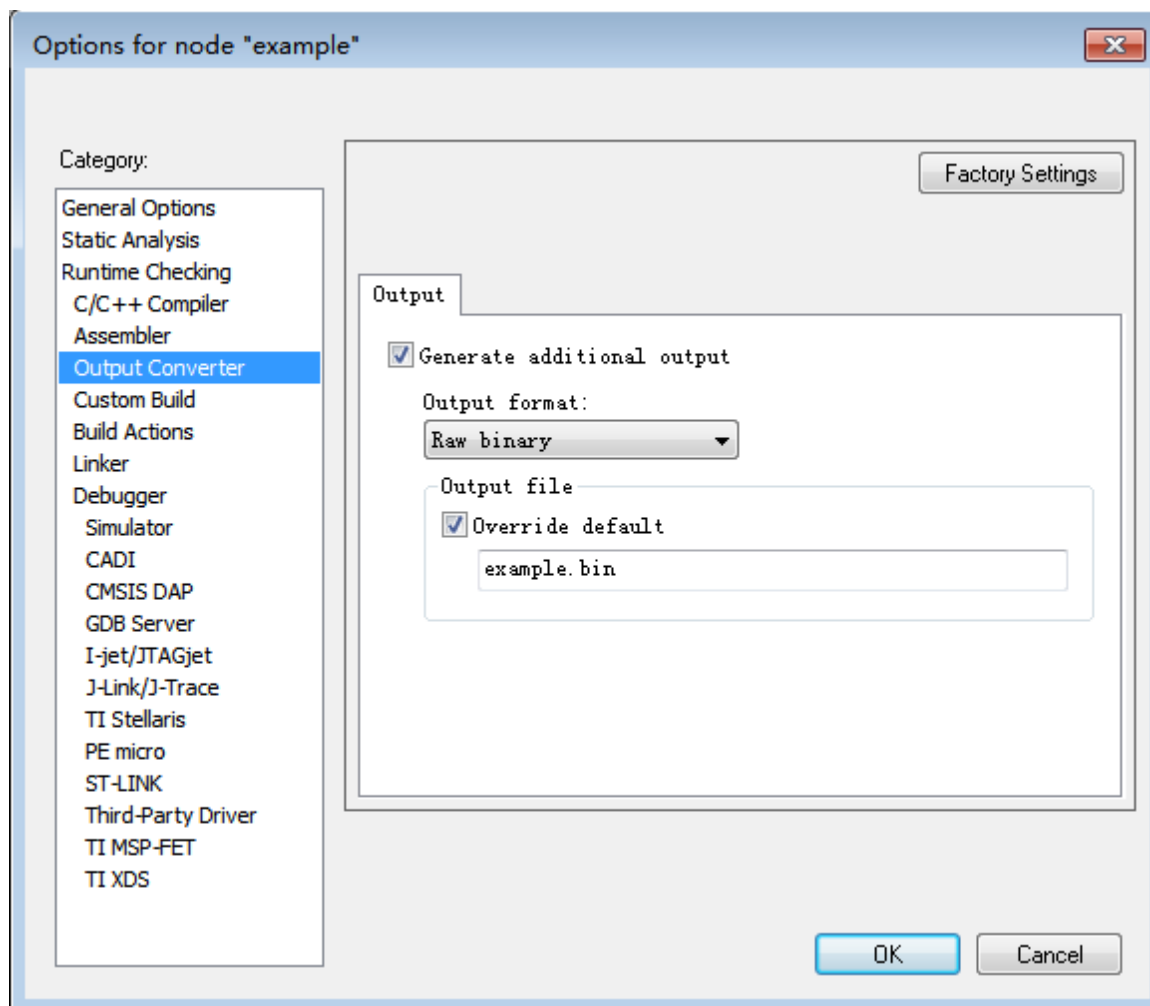 Options for node "example"
Category:
General Options
Static Analysis
Runtime Checking
C/C++ Compiler
Assembler
Output Converter
Custom Build
Build Actions
Linker
Debugger
Simulator
CADI
CMSIS DAP
GDB Server
I-jet/JTAGjet
J-Link/J-Trace
TI Stellaris
PE micro
ST-LINK
Third-Party Driver
TI MSP-FET
TI XDS
Factory Settings
Output
Generate additional output
Output format:
Raw binary
Output file
Override default
example.bin
OK
Cancel